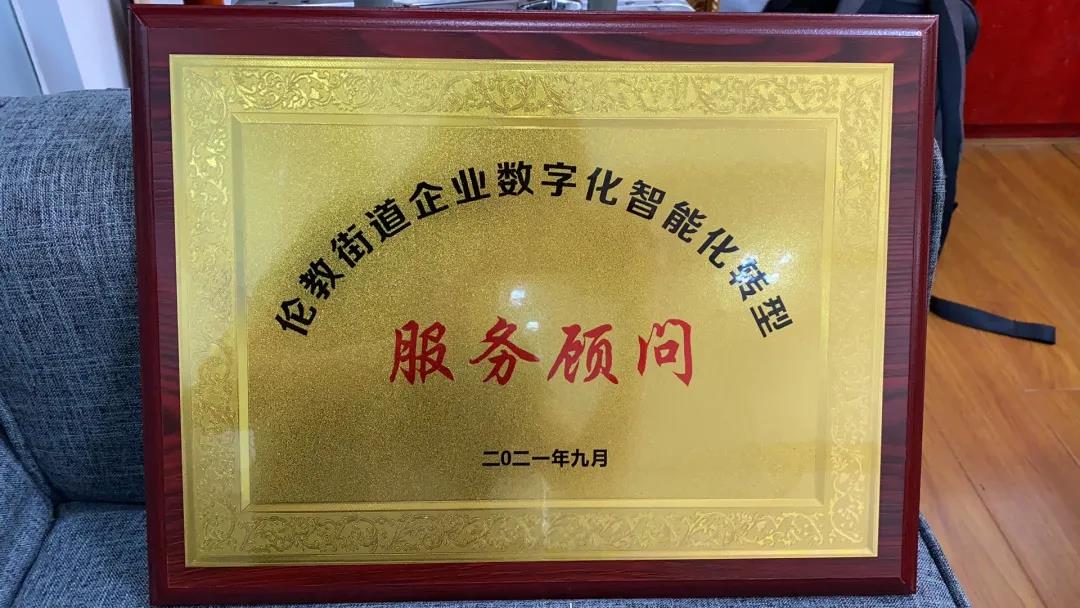 伦教街道企业数字化智能化转型
服务顾问
二0二一年九月